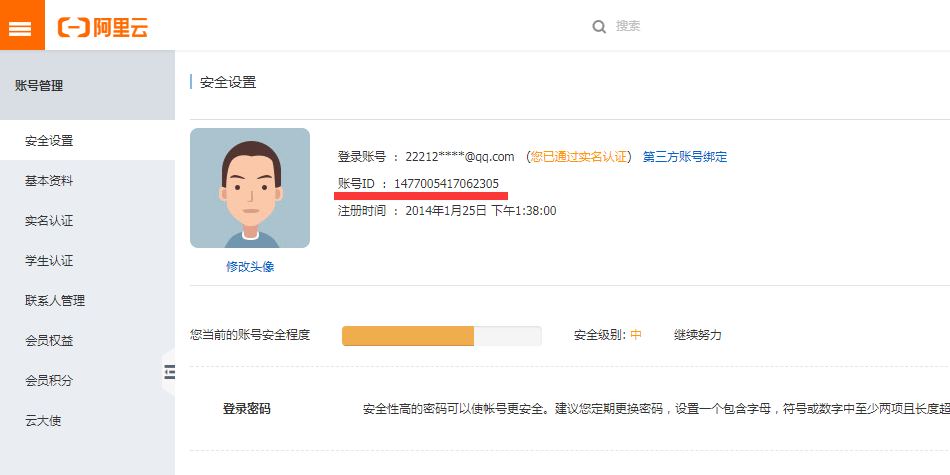 阿里云
搜索
账号管理
安全设置
基本资料
实名认证
学生认证
联系人管理
会员权益
会员积分
云大使
安全设置
登录账号 ： 22212****@qq.com （您已通过实名认证） 第三方账号绑定
账号ID ： 1477005417062305
注册时间 ： 2014年1月25日 下午1:38:00
修改头像
您当前的账号安全程度 安全级别: 中 继续努力
登录密码 安全性高的密码可以使帐号更安全。建议您定期更换密码，设置一个包含字母，符号或数字中至少两项且长度超